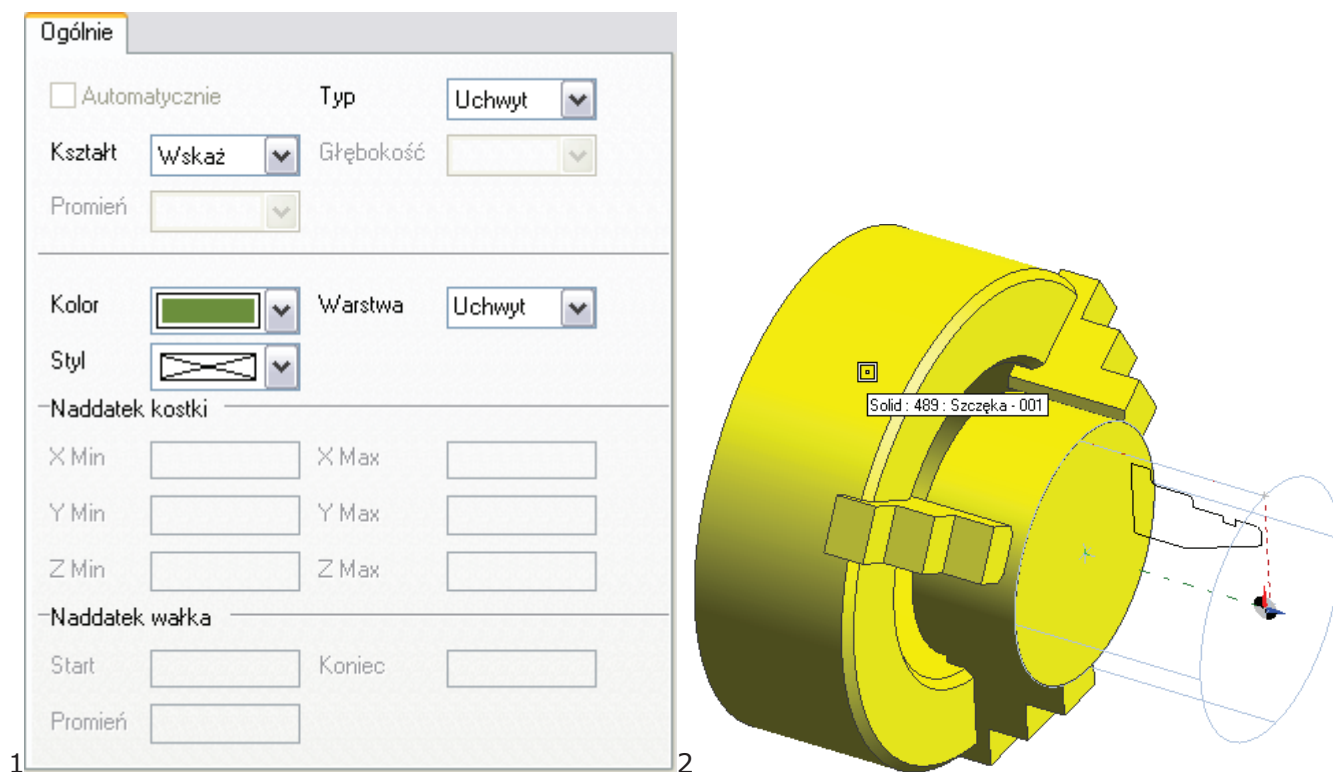 Ogólnie
Automatycznie Typ Uchwyt
Kształt Wskaż Głębokość
Promień
Kolor Warstwa Uchwyt
Styl
Naddatek kostki
X Min X Max
Y Min Y Max
Z Min Z Max
Naddatek wałka
Start Koniec
Promień
1
Solid : 489 : Szczęka - 001
2